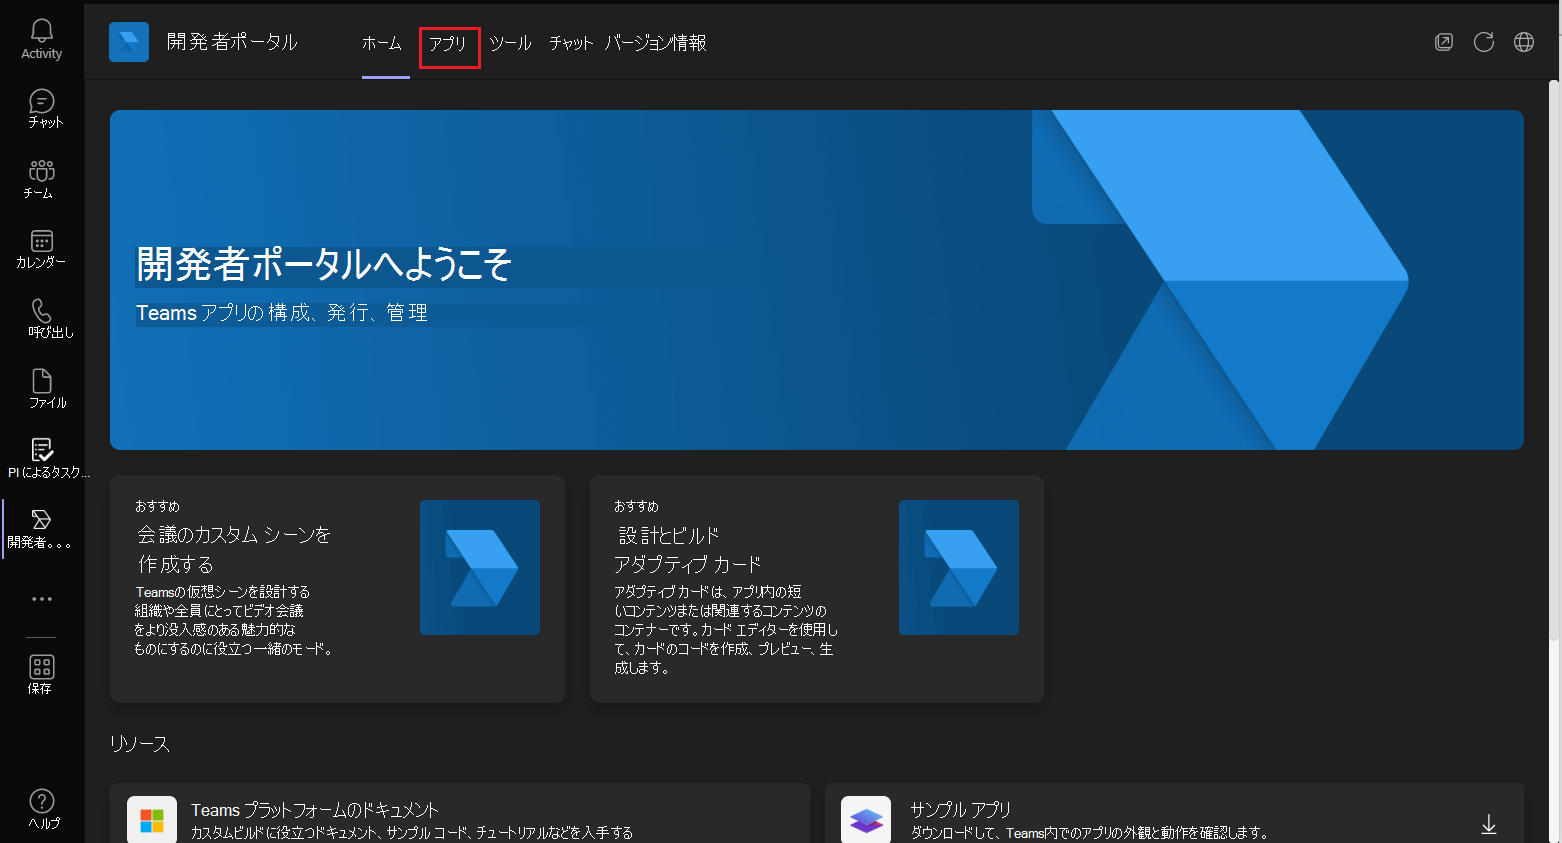 Activity
チャット
チーム
カレンダー
呼び出し
ファイル
PI によるタスク...
開発者。。。
保存
ヘルプ
開発者ポータル
ホーム アプリ ツール チャット バージョン情報
開発者ポータルへようこそ
Teams アプリの構成、発行、管理
おすすめ
会議のカスタム シーンを
作成する
Teamsの仮想シーンを設計する
組織や全員にとってビデオ会議
をより没入感のある魅力的な
ものにするのに役立つ一緒のモード。
おすすめ
設計とビルド
アダプティブ カード
アダプティブ カードは、アプリ内の短
いコンテンツまたは関連するコンテンツの
コンテナーです。カード エディターを使用し
て、カードのコードを作成、プレビュー、生
成します。
リソース
Teams プラットフォームのドキュメント
カスタムビルドに役立つドキュメント、サンプル コード、チュートリアルなどを入手する
サンプル アプリ
ダウンロードして、Teams内でのアプリの外観と動作を確認します。